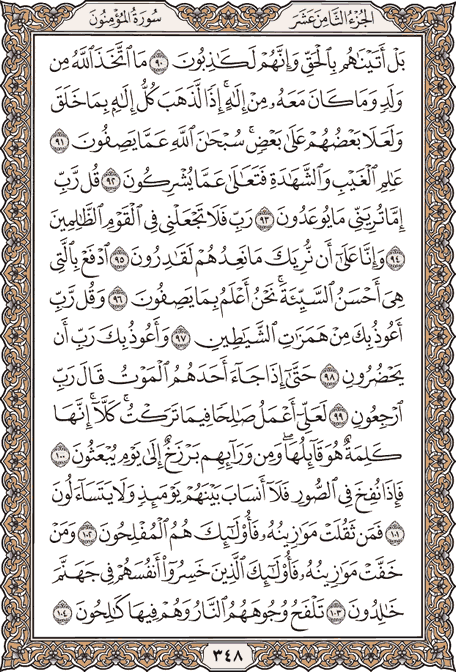 الجزء الثامن عشر
سورة المؤمنون
بَلْ أَتَيْنَٰهُم بِٱلْحَقِّ وَإِنَّهُمْ لَكَٰذِبُونَ ٩٠ مَا ٱتَّخَذَ ٱللَّهُ مِن
وَلَدٍ وَمَا كَانَ مَعَهُۥ مِنْ إِلَٰهٍ ۚ إِذًا لَّذَهَبَ كُلُّ إِلَٰهٍۭ بِمَا خَلَقَ
وَلَعَلَا بَعْضُهُمْ عَلَىٰ بَعْضٍ ۚ سُبْحَٰنَ ٱللَّهِ عَمَّا يَصِفُونَ ٩١
عَٰلِمِ ٱلْغَيْبِ وَٱلشَّهَٰدَةِ فَتَعَٰلَىٰ عَمَّا يُشْرِكُونَ ٩٢ قُل رَّبِّ
إِمَّا تُرِيَنِّى مَا يُوعَدُونَ ٩٣ رَبِّ فَلَا تَجْعَلْنِى فِى ٱلْقَوْمِ ٱلظَّٰلِمِينَ
٩٤ وَإِنَّا عَلَىٰٓ أَن نُّرِيَكَ مَا نَعِدُهُمْ لَقَٰدِرُونَ ٩٥ ٱدْفَعْ بِٱلَّتِى
هِىَ أَحْسَنُ ٱلسَّيِّئَةَ ۚ نَحْنُ أَعْلَمُ بِمَا يَصِفُونَ ٩٦ وَقُل رَّبِّ
أَعُوذُ بِكَ مِنْ هَمَزَٰتِ ٱلشَّيَٰطِينِ ٩٧ وَأَعُوذُ بِكَ رَبِّ أَن
يَحْضُرُونِ ٩٨ حَتَّىٰٓ إِذَا جَآءَ أَحَدَهُمُ ٱلْمَوْتُ قَالَ رَبِّ
ٱرْجِعُونِ ٩٩ لَعَلِّىٓ أَعْمَلُ صَٰلِحًا فِيمَا تَرَكْتُ ۚ كَلَّآ ۚ إِنَّهَا
كَلِمَةٌ هُوَ قَآئِلُهَا ۖ وَمِن وَرَآئِهِم بَرْزَخٌ إِلَىٰ يَوْمِ يُبْعَثُونَ ١٠٠
فَإِذَا نُفِخَ فِى ٱلصُّورِ فَلَآ أَنسَابَ بَيْنَهُمْ يَوْمَئِذٍ وَلَا يَتَسَآءَلُونَ
١٠١ فَمَن ثَقُلَتْ مَوَٰزِينُهُۥ فَأُو۟لَٰٓئِكَ هُمُ ٱلْمُفْلِحُونَ ١٠٢ وَمَنْ
خَفَّتْ مَوَٰزِينُهُۥ فَأُو۟لَٰٓئِكَ ٱلَّذِينَ خَسِرُوٓا۟ أَنفُسَهُمْ فِى جَهَنَّمَ
خَٰلِدُونَ ١٠٣ تَلْفَحُ وُجُوهَهُمُ ٱلنَّارُ وَهُمْ فِيهَا كَٰلِحُونَ ١٠٤
٣٤٨